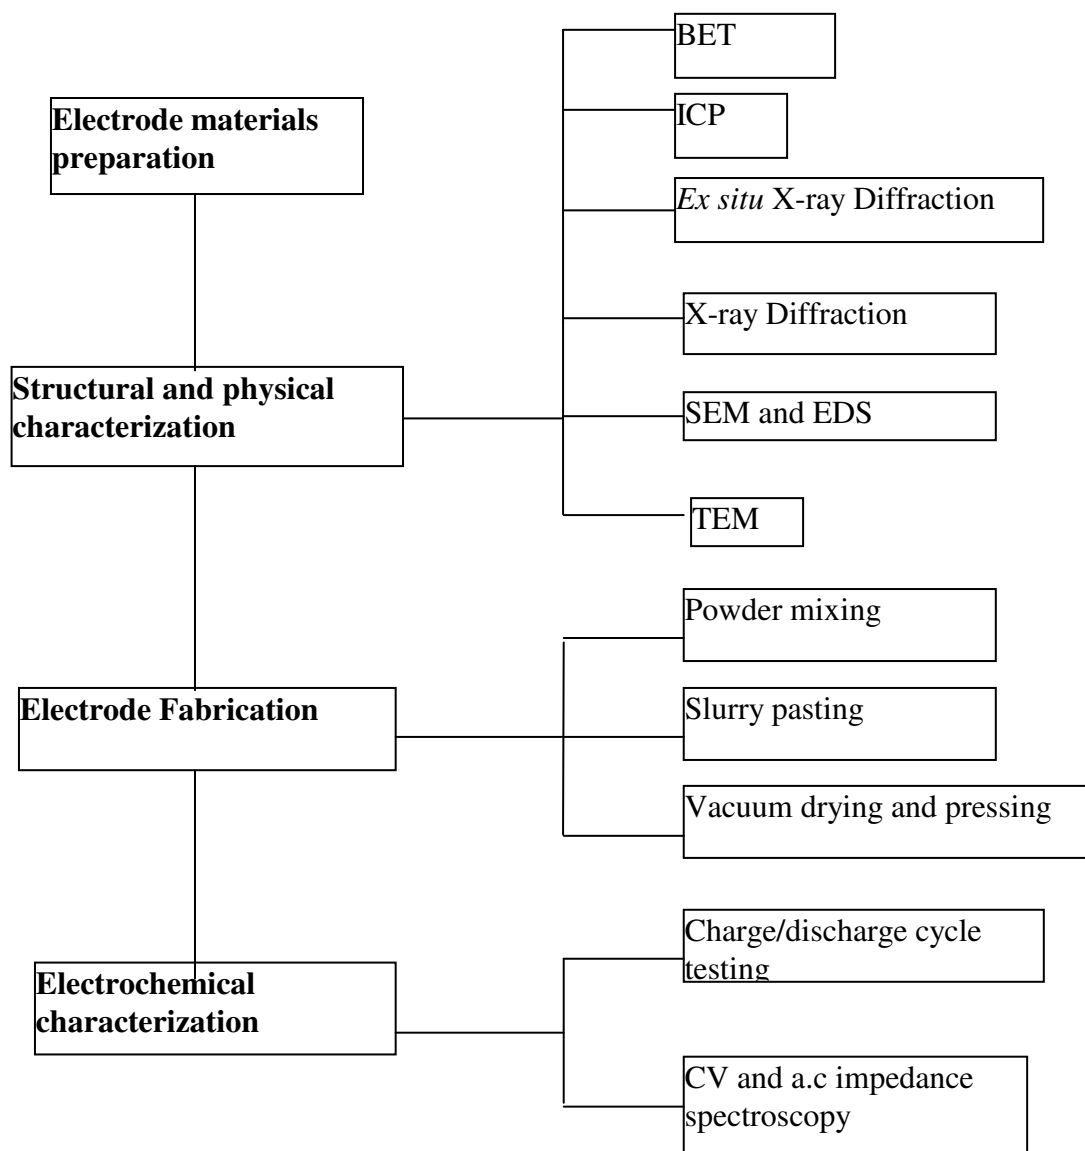 Electrode materials
preparation
Structural and physical
characterization
BET
ICP
Ex situ X-ray Diffraction
X-ray Diffraction
SEM and EDS
TEM
Electrode Fabrication
Powder mixing
Slurry pasting
Vacuum drying and pressing
Electrochemical
characterization
Charge/discharge cycle
testing
CV and a.c impedance
spectroscopy